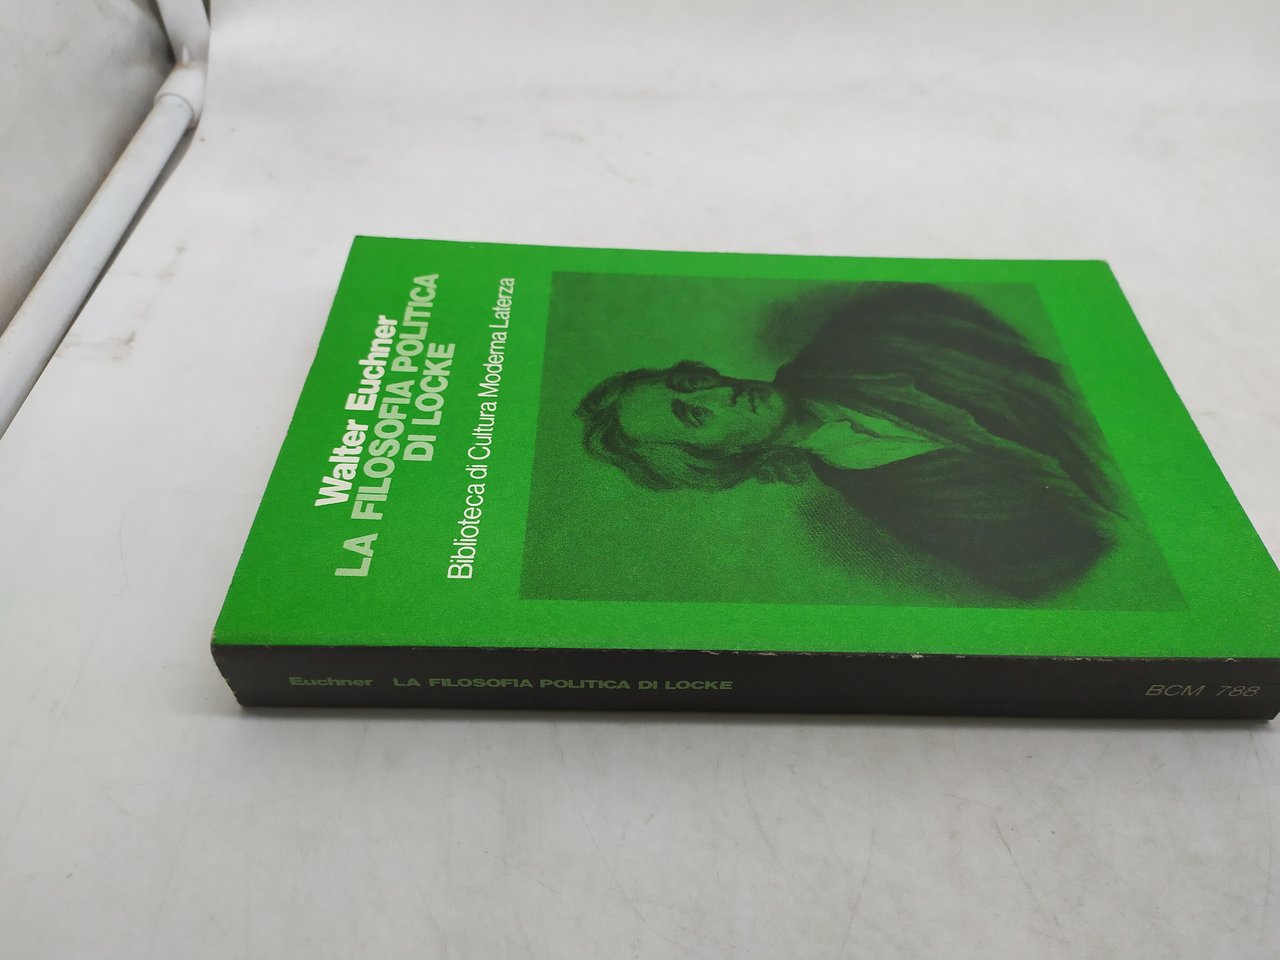 Walter Euchner
LA FILOSOFIA POLITICA
DI LOCKE
Biblioteca di Cultura Moderna Laterza
Euchner LA FILOSOFIA POLITICA DI LOCKE
BCM 788